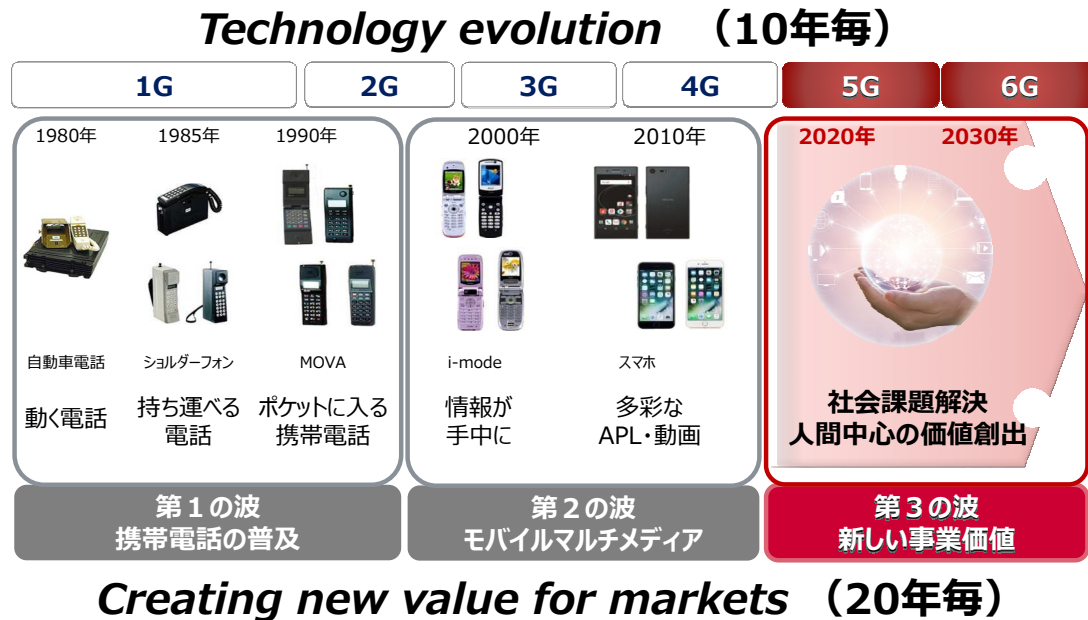 Technology evolution （10年毎）
1G
2G
3G
4G
5G
6G
1980年
1985年
1990年
2000年
2010年
2020年
2030年
自動車電話
ショルダーフォン
MOVA
i-mode
スマホ
動く電話
持ち運べる
電話
ポケットに入る
携帯電話
情報が
手中に
多彩な
APL・動画
社会課題解決
人間中心の価値創出
第１の波
携帯電話の普及
第２の波
モバイルマルチメディア
第３の波
新しい事業価値
Creating new value for markets （20年毎）